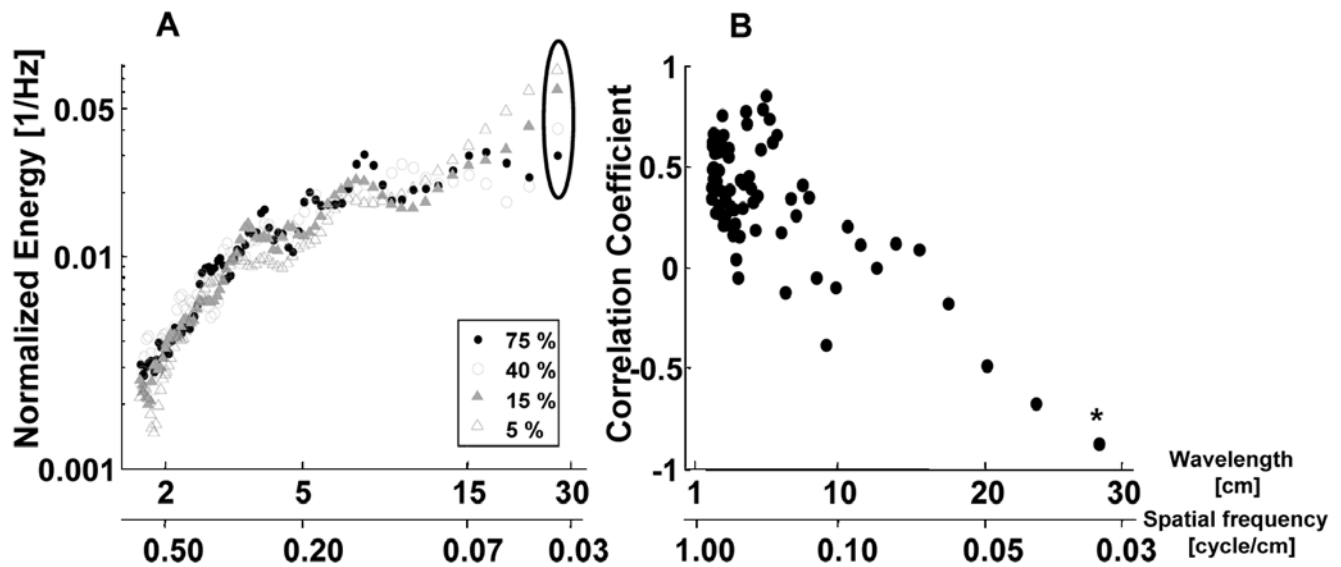 A
Normalized Energy [1/Hz]
0.05
0.01
0.001
75 %
40 %
15 %
5 %
2 5 15 30
0.50 0.20 0.07 0.03
B
Correlation Coefficient
1
0.5
0
-0.5
-1
*
1 10 20 30
Wavelength
[cm]
1.00 0.10 0.05 0.03
Spatial frequency
[cycle/cm]